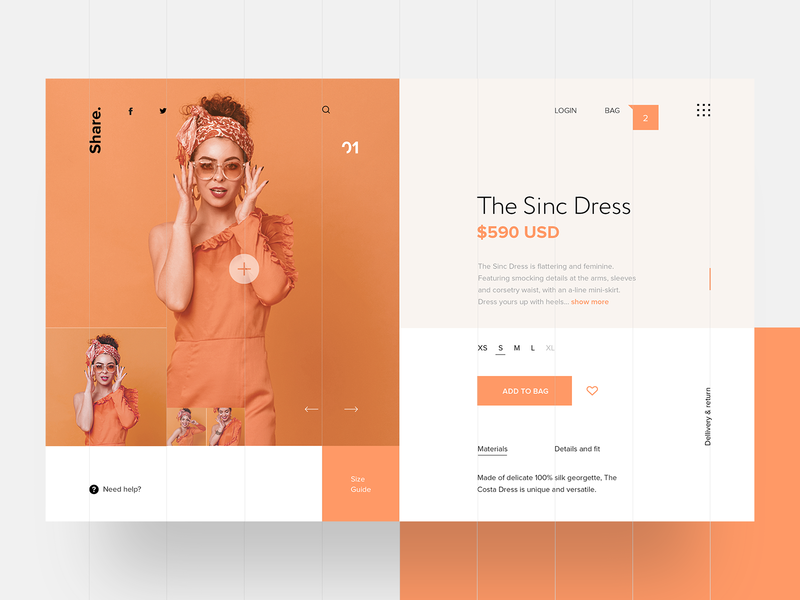 Share.
01
Need help?
Size
Guide
LOGIN
BAG
2
The Sinc Dress
$590 USD
The Sinc Dress is flattering and feminine.
Featuring smocking details at the arms, sleeves
and corsetry waist, with an a-line mini-skirt.
Dress yours up with heels... show more
XS S M L XL
ADD TO BAG
Materials
Details and fit
Made of delicate 100% silk georgette, The
Costa Dress is unique and versatile.
Dellivery & return